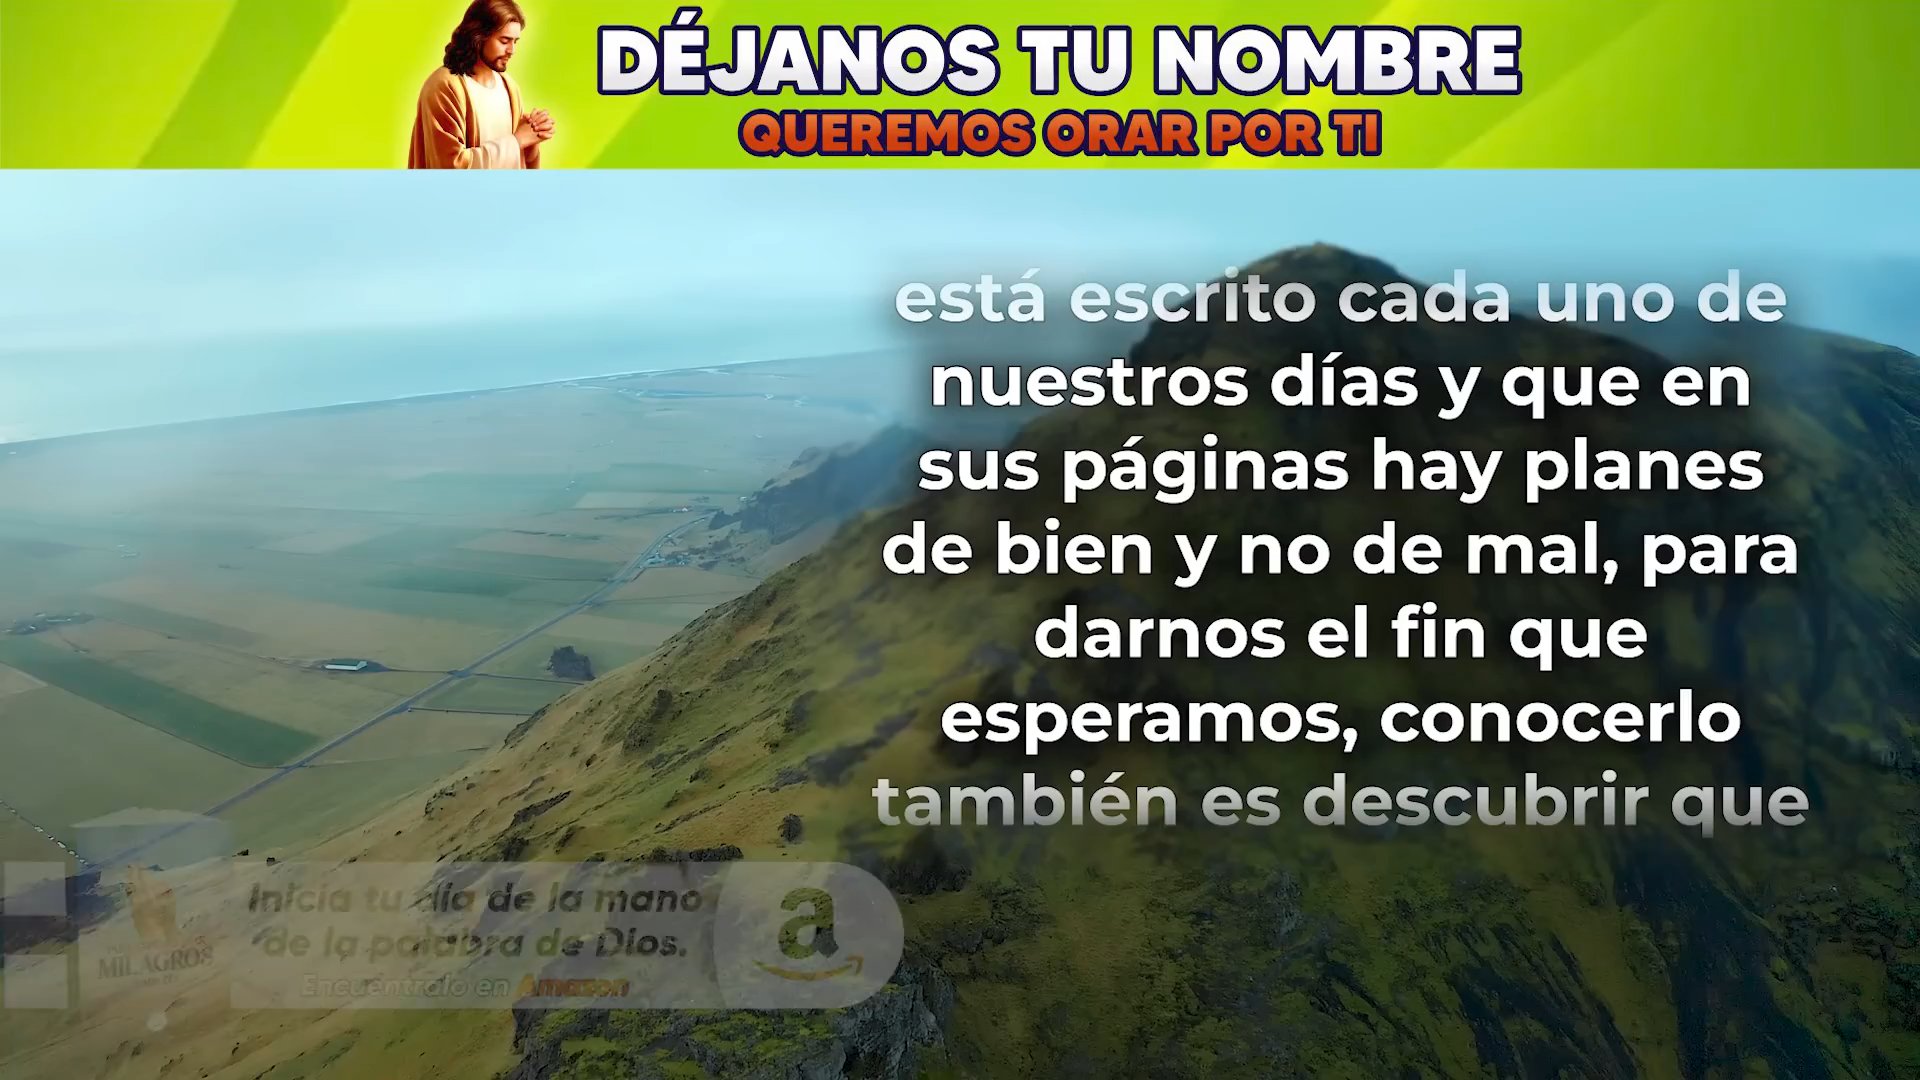 DÉJANOS TU NOMBRE
QUEREMOS ORAR POR TI
está escrito cada uno de
nuestros días y que en
sus páginas hay planes
de bien y no de mal, para
darnos el fin que
esperamos, conocerlo
también es descubrir que
Inicia tu día de la mano
de la palabra de Dios.
MILAGROS
Encuéntralo en Amazon
a